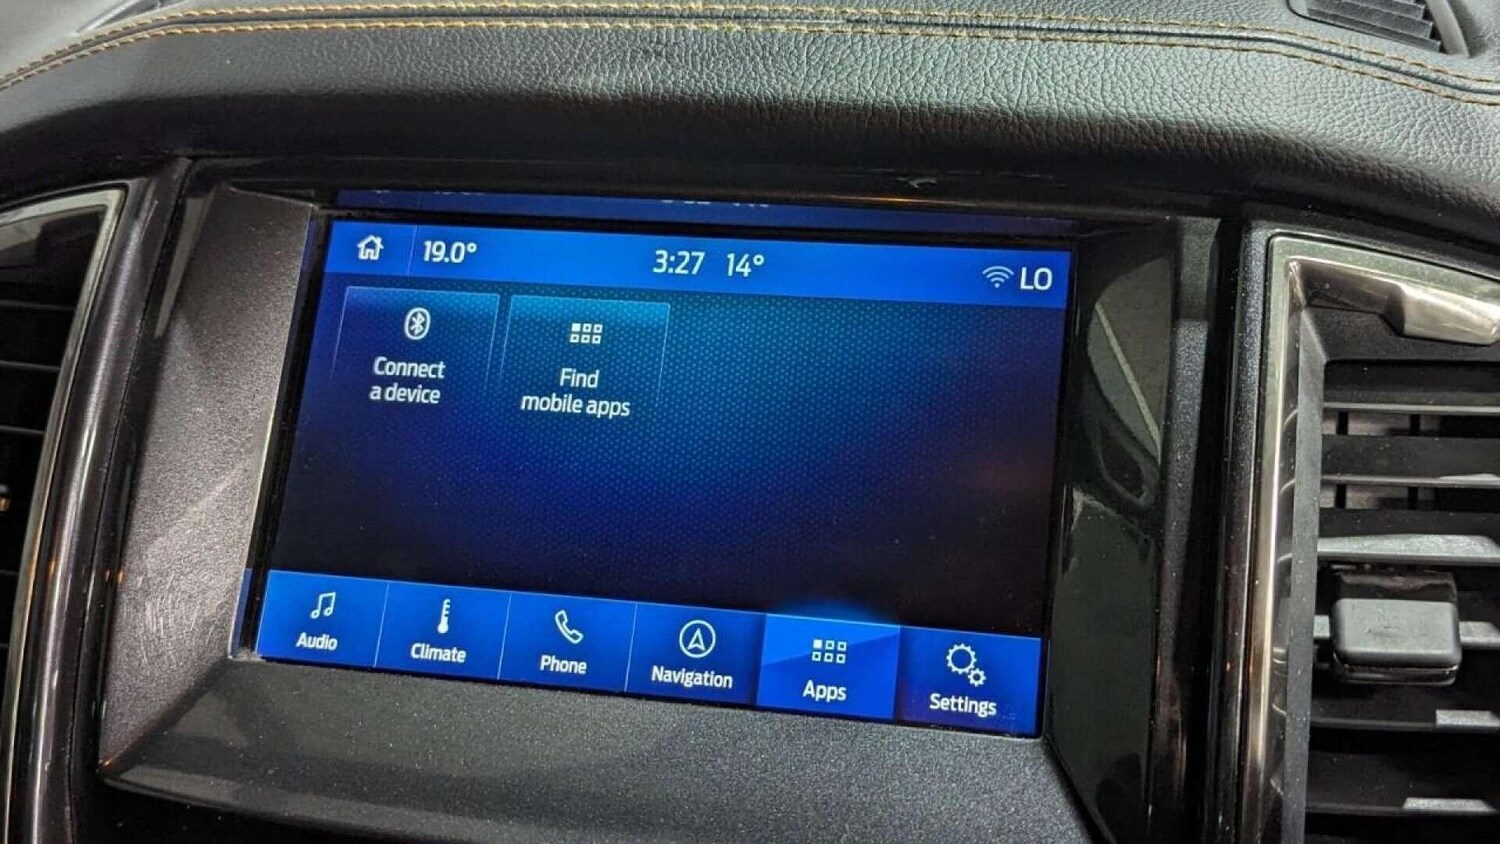 19.0° 3:27 14° LO
Connect
a device
Find
mobile apps
Audio Climate Phone Navigation Apps Settings